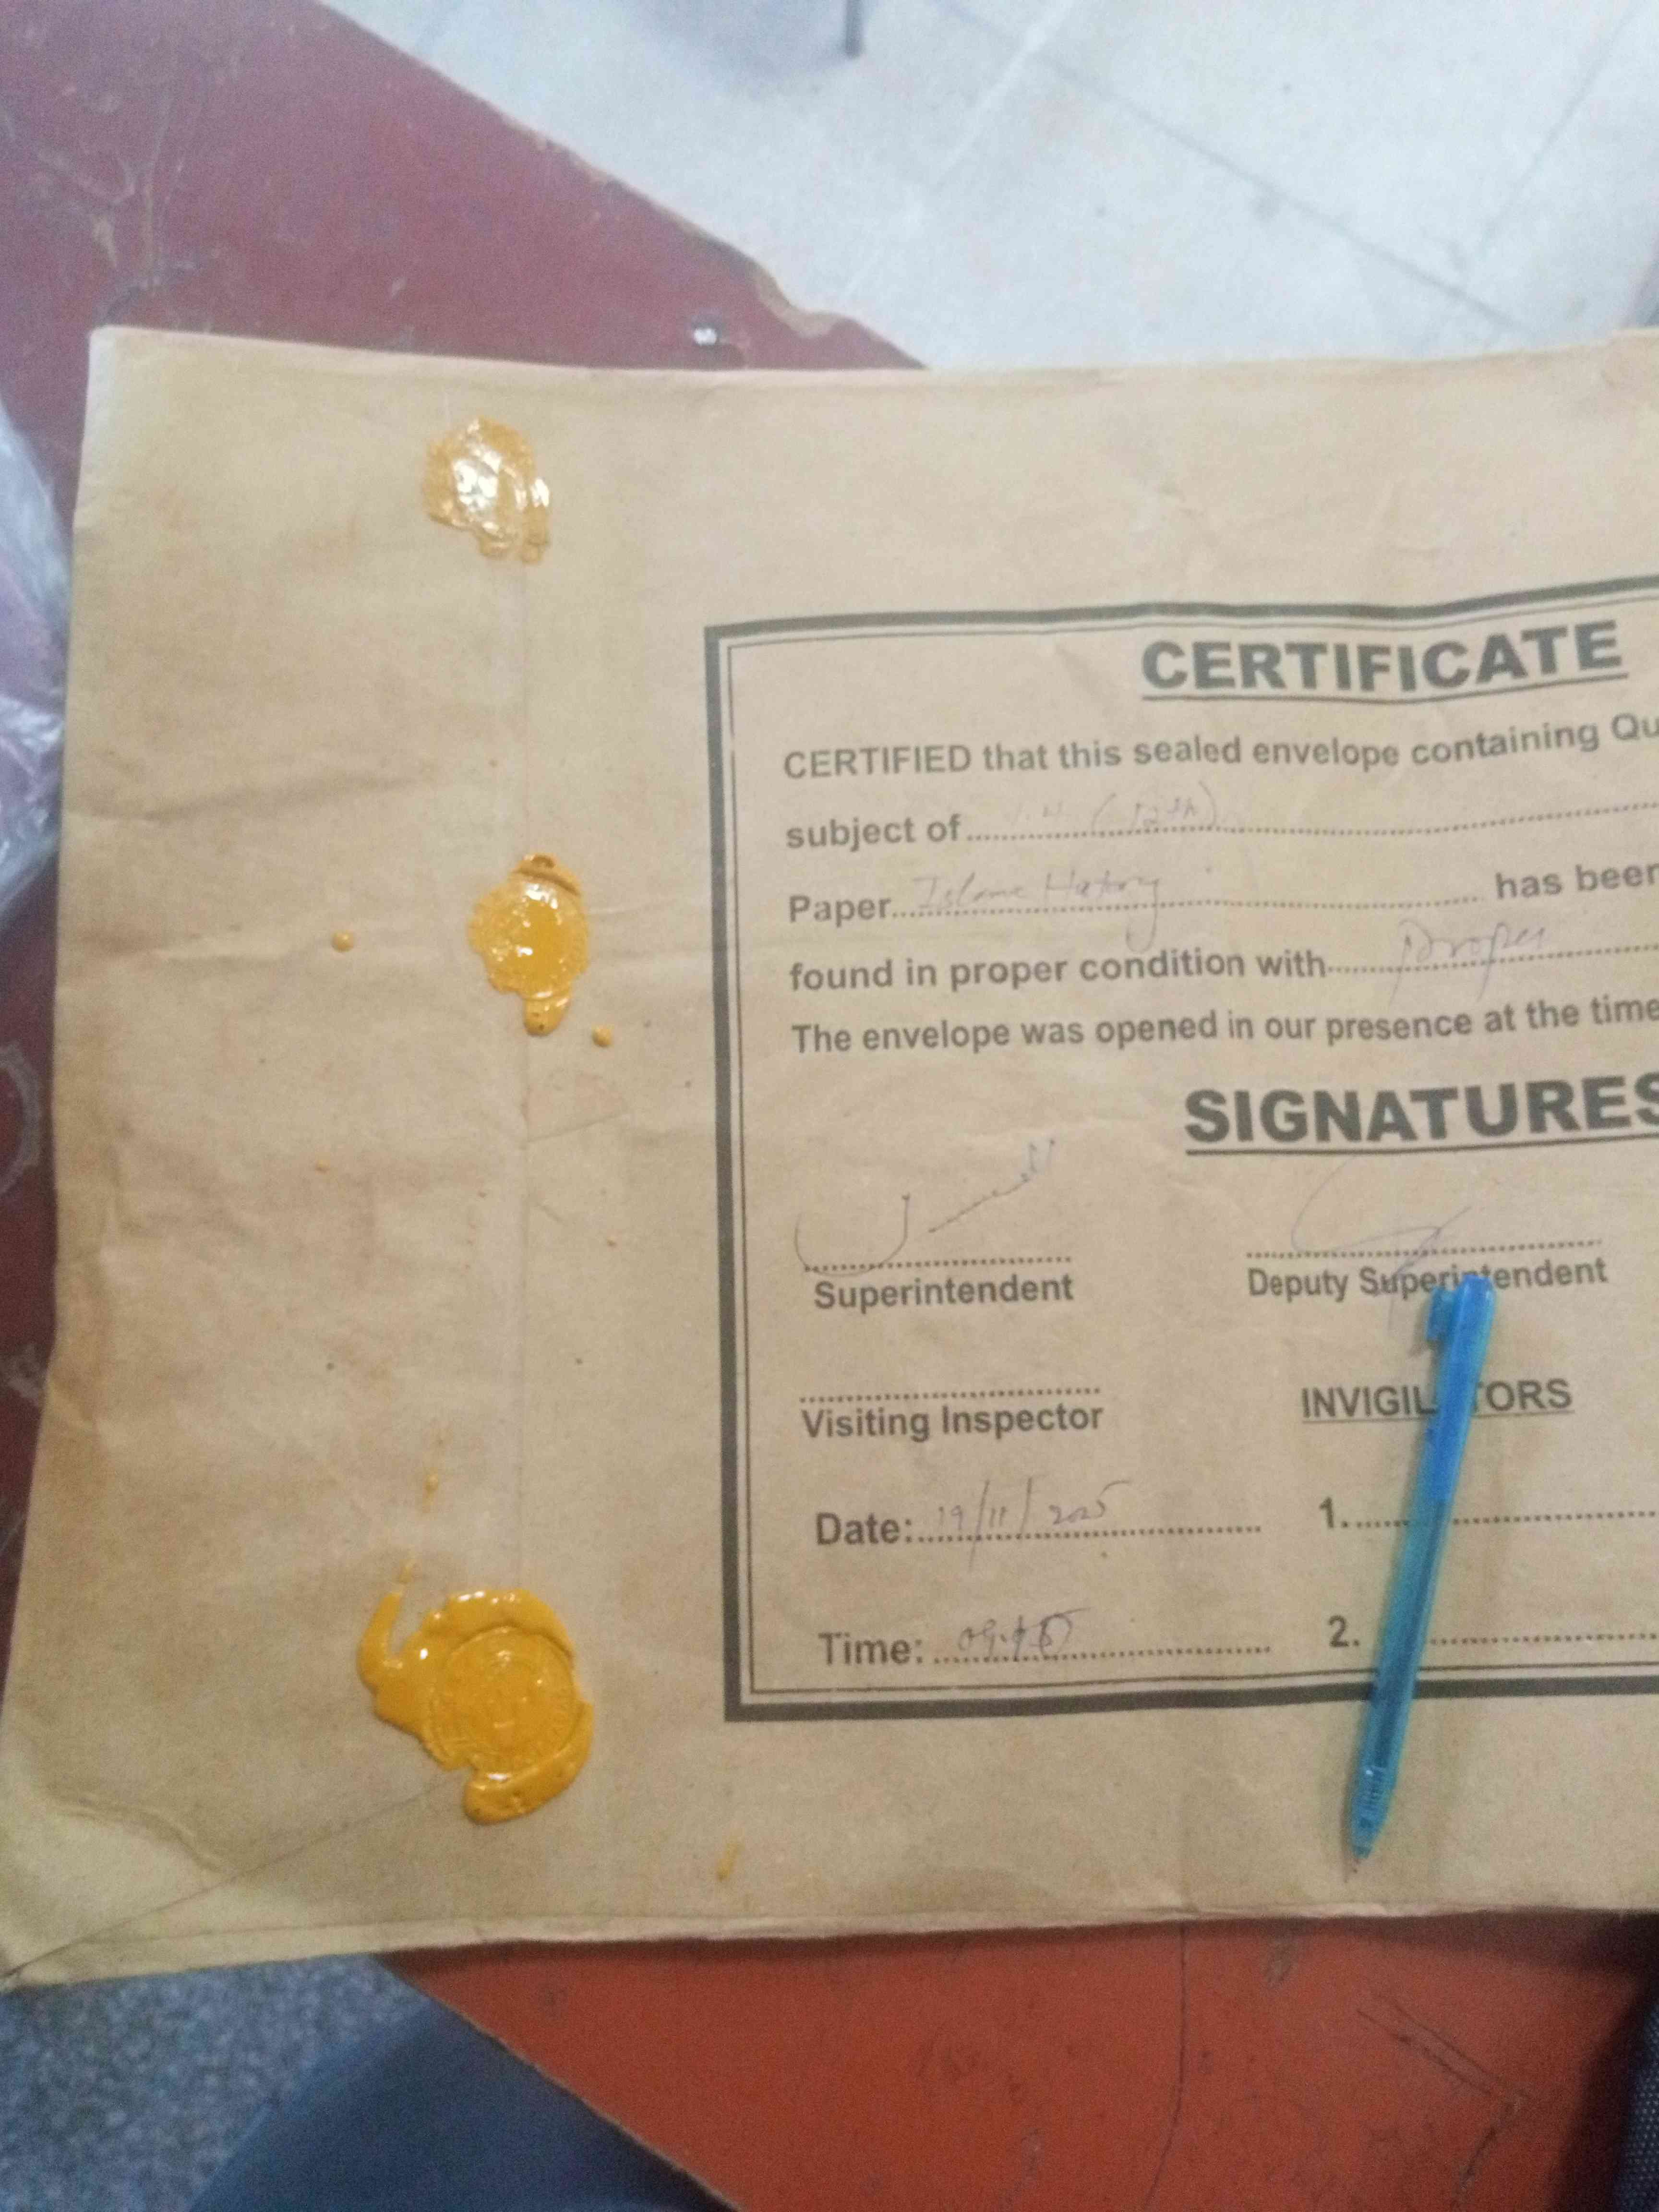 CERTIFICATE
CERTIFIED that this sealed envelope containing Qu
subject of (12th)
Paper Islamic History has been
found in proper condition with proper
The envelope was opened in our presence at the time
SIGNATURES
Superintendent Deputy Superintendent
Visiting Inspector INVIGILATORS
Date: 19/11/2025 1.
Time: 2.